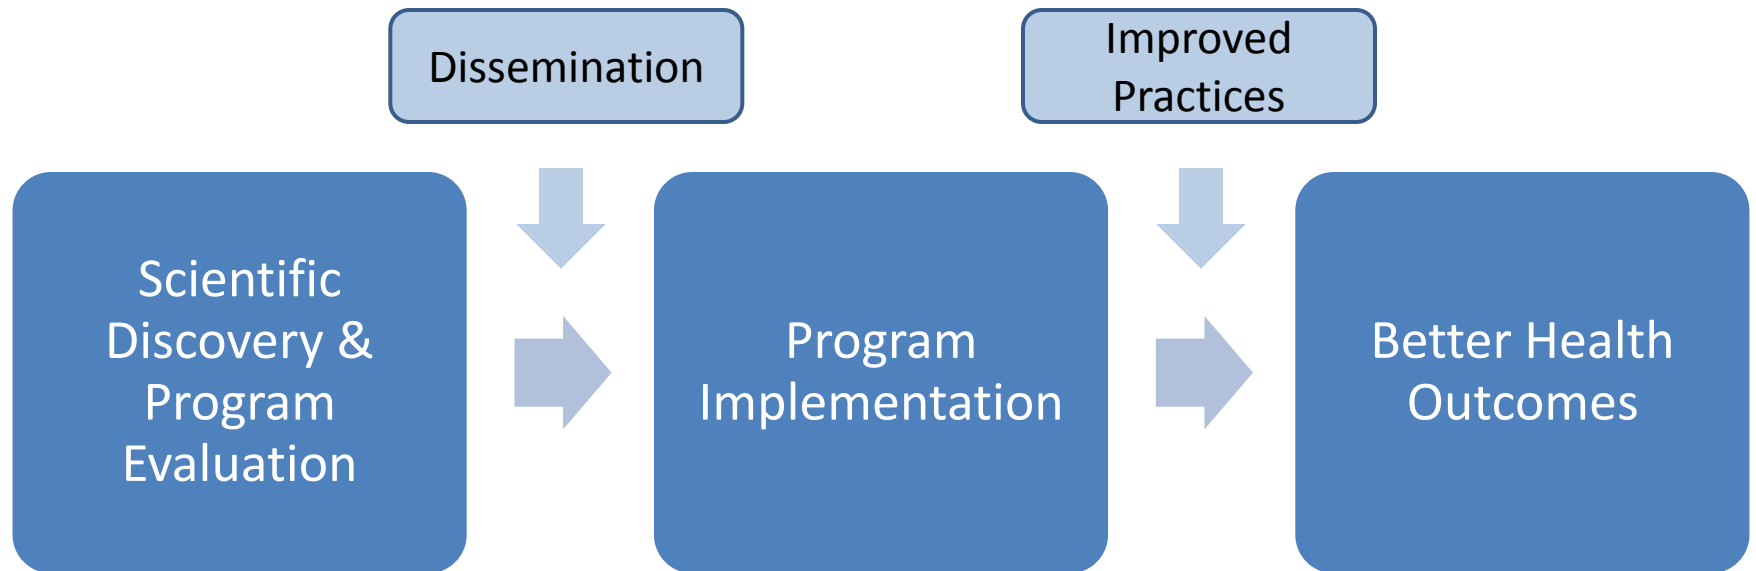 Dissemination
Improved
Practices
Scientific
Discovery &
Program
Evaluation
Program
Implementation
Better Health
Outcomes